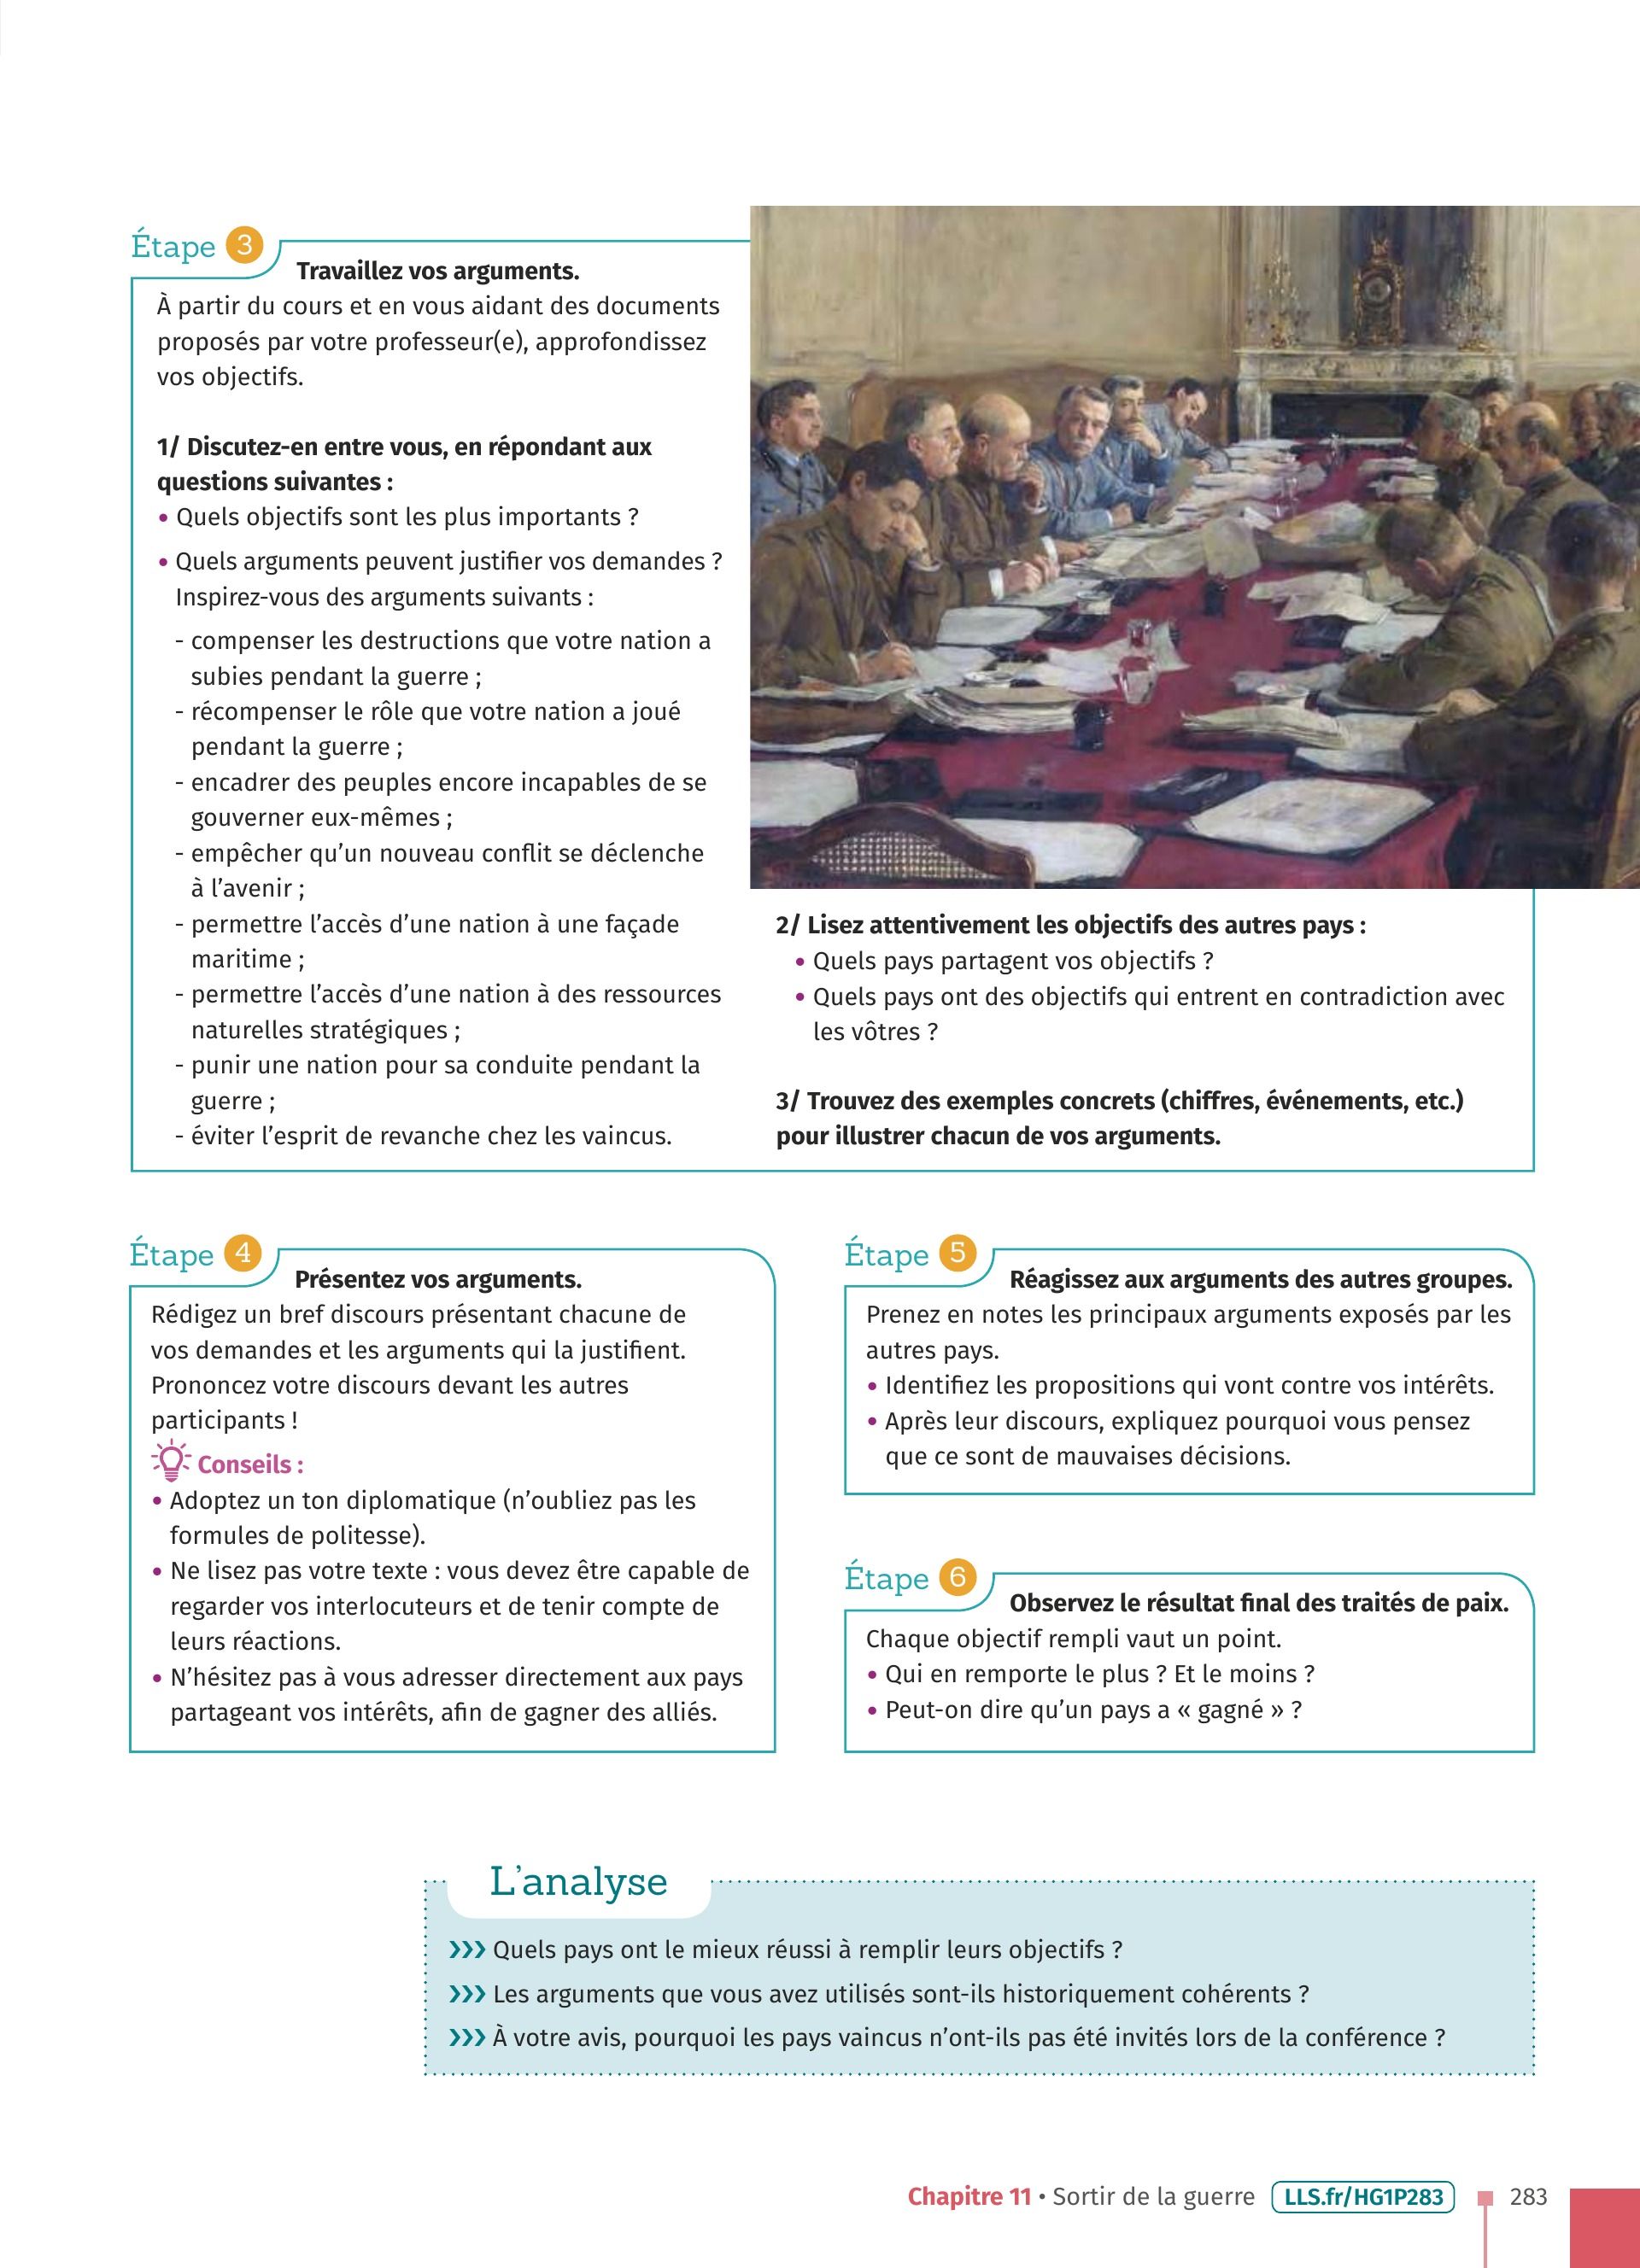 Étape 3
Travaillez vos arguments.
À partir du cours et en vous aidant des documents
proposés par votre professeur(e), approfondissez
vos objectifs.
1/ Discutez-en entre vous, en répondant aux
questions suivantes :
• Quels objectifs sont les plus importants ?
• Quels arguments peuvent justifier vos demandes ?
Inspirez-vous des arguments suivants :
- compenser les destructions que votre nation a
subies pendant la guerre ;
- récompenser le rôle que votre nation a joué
pendant la guerre ;
- encadrer des peuples encore incapables de se
gouverner eux-mêmes ;
- empêcher qu’un nouveau conflit se déclenche
à l’avenir ;
- permettre l’accès d’une nation à une façade
maritime ;
- permettre l’accès d’une nation à des ressources
naturelles stratégiques ;
- punir une nation pour sa conduite pendant la
guerre ;
- éviter l’esprit de revanche chez les vaincus.
2/ Lisez attentivement les objectifs des autres pays :
• Quels pays partagent vos objectifs ?
• Quels pays ont des objectifs qui entrent en contradiction avec
les vôtres ?
3/ Trouvez des exemples concrets (chiffres, événements, etc.)
pour illustrer chacun de vos arguments.
Étape 4
Présentez vos arguments.
Rédigez un bref discours présentant chacune de
vos demandes et les arguments qui la justifient.
Prononcez votre discours devant les autres
participants !
Conseils :
• Adoptez un ton diplomatique (n’oubliez pas les
formules de politesse).
• Ne lisez pas votre texte : vous devez être capable de
regarder vos interlocuteurs et de tenir compte de
leurs réactions.
• N’hésitez pas à vous adresser directement aux pays
partageant vos intérêts, afin de gagner des alliés.
Étape 5
Réagissez aux arguments des autres groupes.
Prenez en notes les principaux arguments exposés par les
autres pays.
• Identifiez les propositions qui vont contre vos intérêts.
• Après leur discours, expliquez pourquoi vous pensez
que ce sont de mauvaises décisions.
Étape 6
Observez le résultat final des traités de paix.
Chaque objectif rempli vaut un point.
• Qui en remporte le plus ? Et le moins ?
• Peut-on dire qu’un pays a « gagné » ?
L’analyse
››› Quels pays ont le mieux réussi à remplir leurs objectifs ?
››› Les arguments que vous avez utilisés sont-ils historiquement cohérents ?
››› À votre avis, pourquoi les pays vaincus n’ont-ils pas été invités lors de la conférence ?
Chapitre 11 • Sortir de la guerre LLS.fr/HG1P283 283